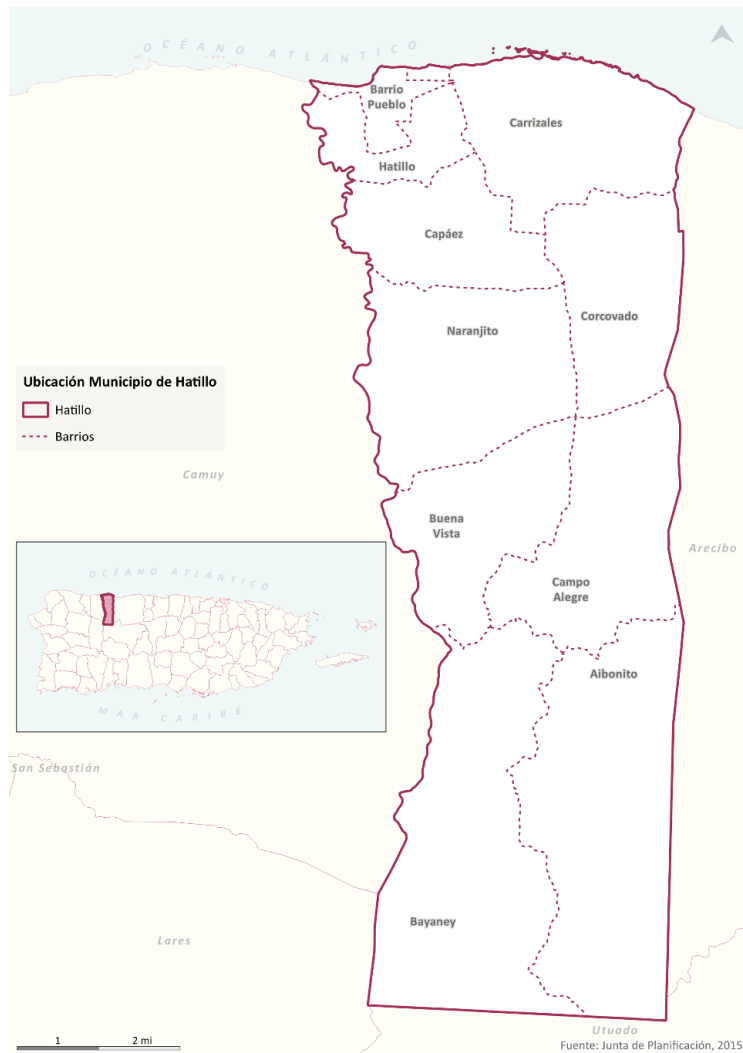 OCÉANO ATLÁNTICO
Barrio
Pueblo
Carrizales
Hatillo
Capáez
Corcovado
Naranjito
Ubicación Municipio de Hatillo
Hatillo
Barrios
Camuy
Buena
Vista
Arecibo
OCÉANO ATLÁNTICO
Campo
Alegre
Aibonito
MAR CARIBE
San Sebastián
Bayaney
Lares
Utuado
1 2 mi
Fuente: Junta de Planificación, 2015